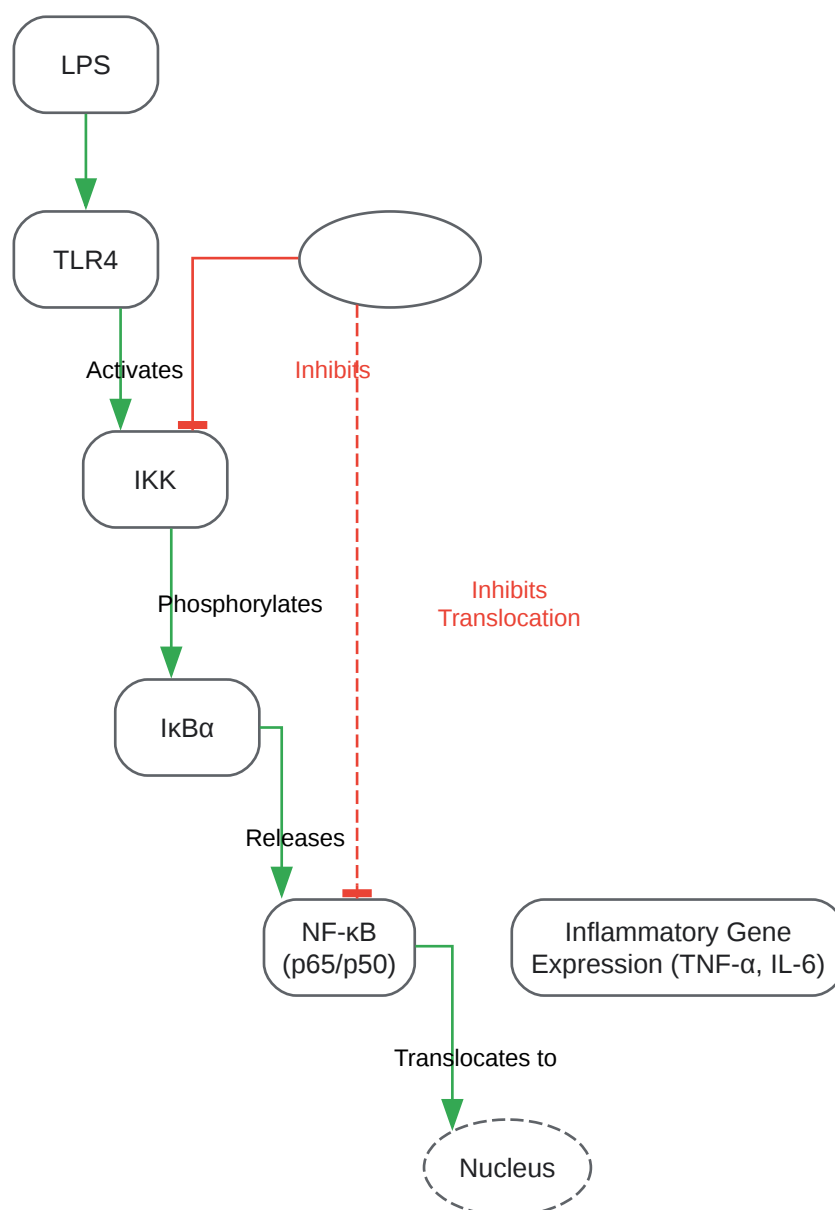 LPS
TLR4
Activates
Inhibits
IKK
Phosphorylates
Inhibits
Translocation
IκBα
Releases
NF-κB
(p65/p50)
Inflammatory Gene
Expression (TNF-α, IL-6)
Translocates to
Nucleus